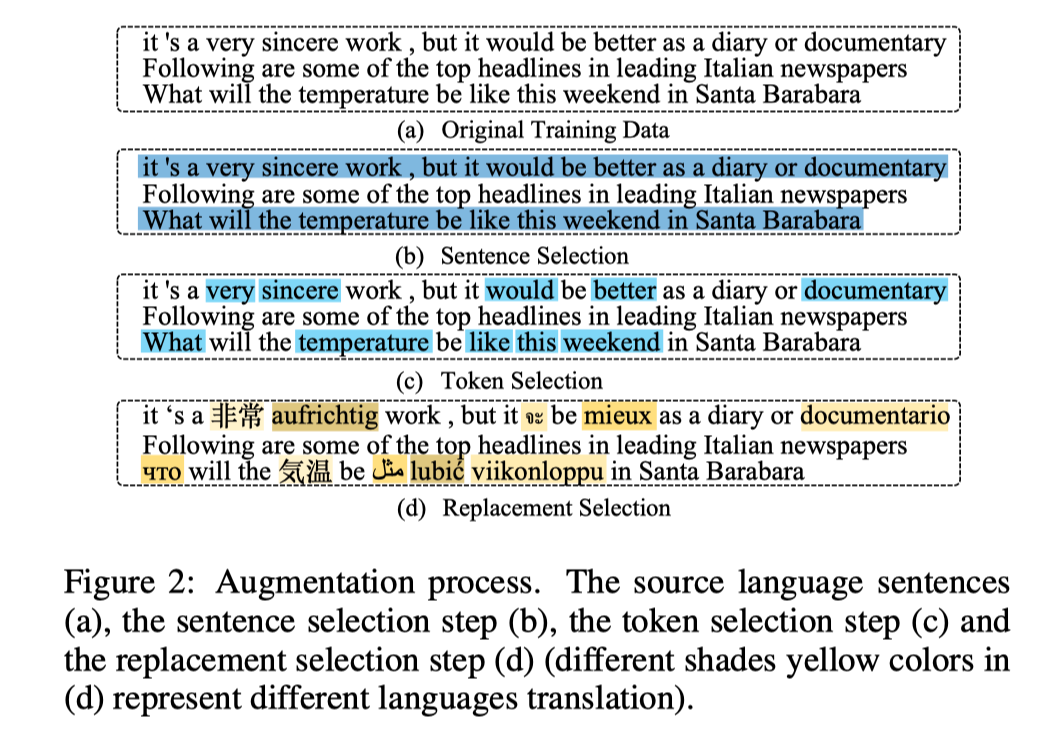 it 's a very sincere work , but it would be better as a diary or documentary
Following are some of the top headlines in leading Italian newspapers
What will the temperature be like this weekend in Santa Barabara
(a) Original Training Data
it 's a very sincere work , but it would be better as a diary or documentary
Following are some of the top headlines in leading Italian newspapers
What will the temperature be like this weekend in Santa Barabara
(b) Sentence Selection
it 's a very sincere work , but it would be better as a diary or documentary
Following are some of the top headlines in leading Italian newspapers
What will the temperature be like this weekend in Santa Barabara
(c) Token Selection
it ‘s a 非常 aufrichtig work , but it จะ be mieux as a diary or documentario
Following are some of the top headlines in leading Italian newspapers
что will the 気温 be مثل lubić viikonloppu in Santa Barabara
(d) Replacement Selection
Figure 2: Augmentation process. The source language sentences
(a), the sentence selection step (b), the token selection step (c) and
the replacement selection step (d) (different shades yellow colors in
(d) represent different languages translation).